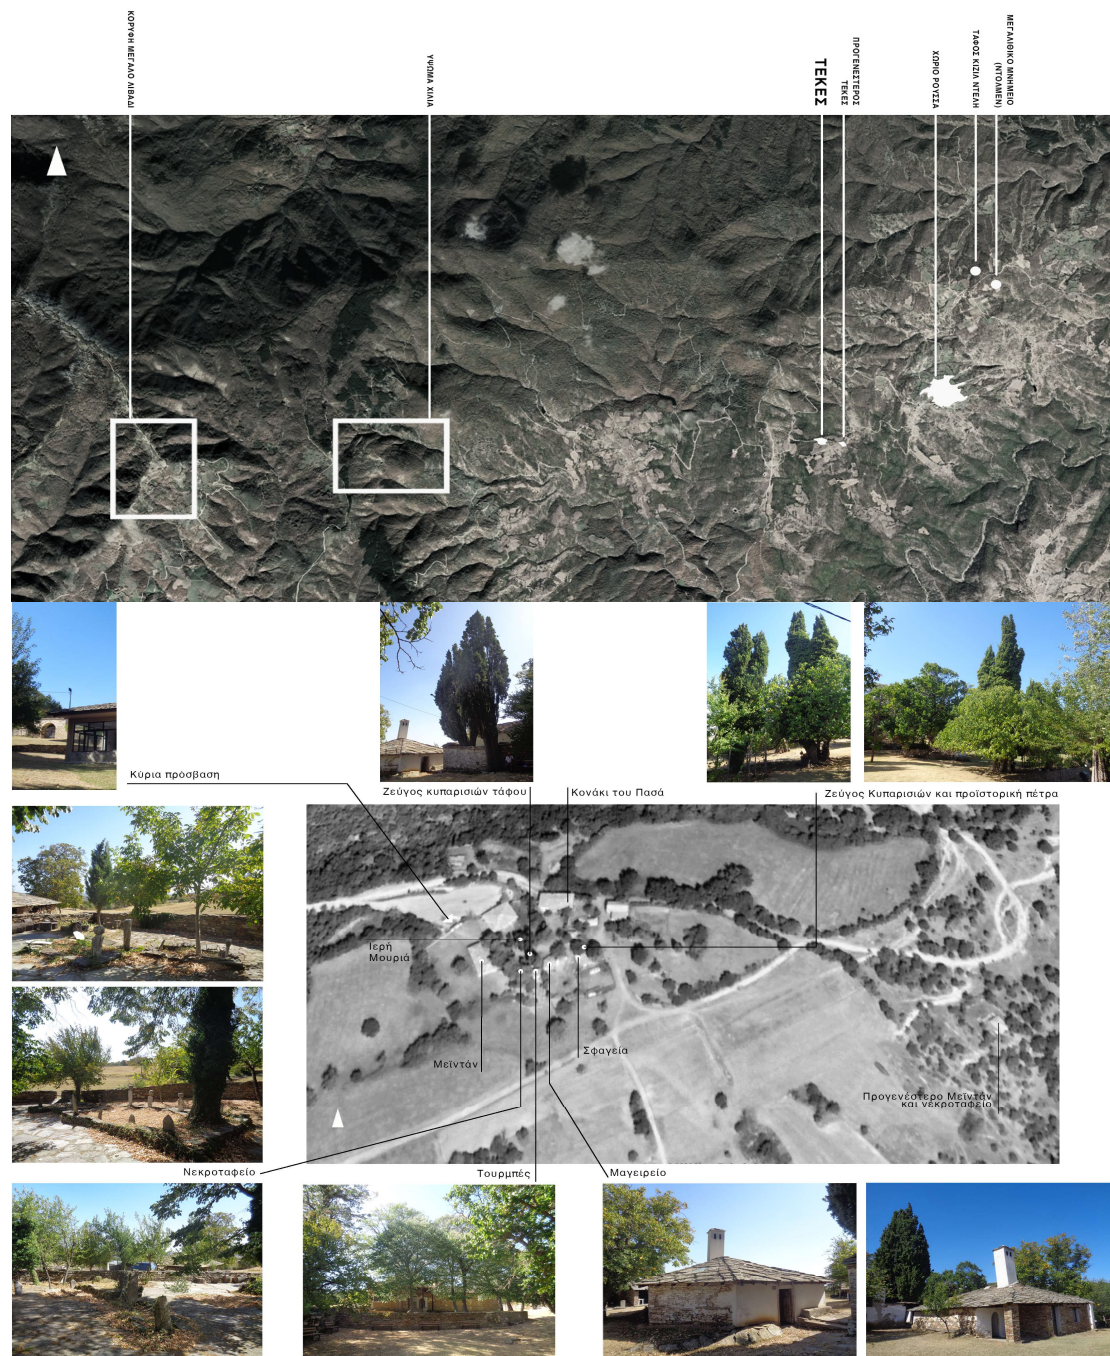 ΚΟΡΥΦΗ ΜΕΓΑΛΟ ΛΙΒΑΔΙ
ΥΨΩΜΑ ΧΙΛΙΑ
ΤΕΚΕΣ
ΠΡΟΓΕΝΕΣΤΕΡΟΣ
ΤΕΚΕΣ
ΧΩΡΙΟ ΡΟΥΣΣΑ
ΤΑΦΟΣ ΚΙΖΙΛ ΝΤΕΛΗ
ΜΕΓΑΛΙΘΙΚΟ ΜΝΗΜΕΙΟ
(ΝΤΟΛΜΕΝ)
Κύρια πρόσβαση
Ζεύγος κυπαρισιών τάφου
Κονάκι του Πασά
Ζεύγος Κυπαρισιών και προϊστορική πέτρα
Ιερή
Μουριά
Μεϊντάν
Σφαγεία
Προγενέστερο Μεϊντάν
και νεκροταφείο
Νεκροταφείο
Τουρμπές
Μαγειρείο